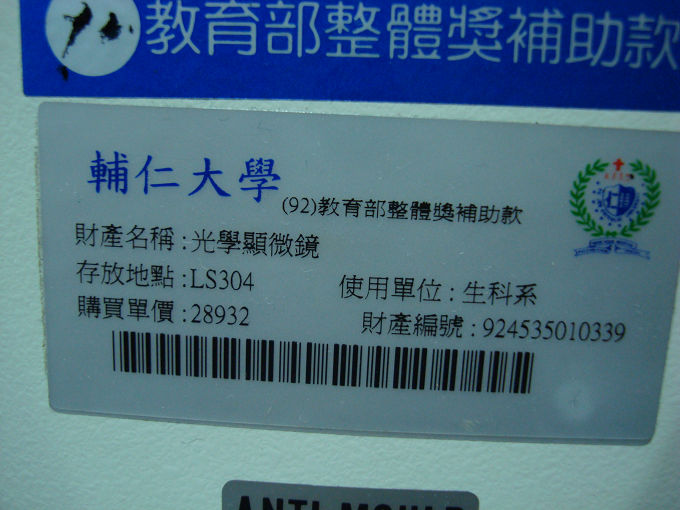 教育部整體獎補助款
輔仁大學
(92)教育部整體獎補助款
財產名稱:光學顯微鏡
存放地點:LS304 使用單位:生科系
購買單價:28932 財產編號:924535010339
ANTI-MOULD